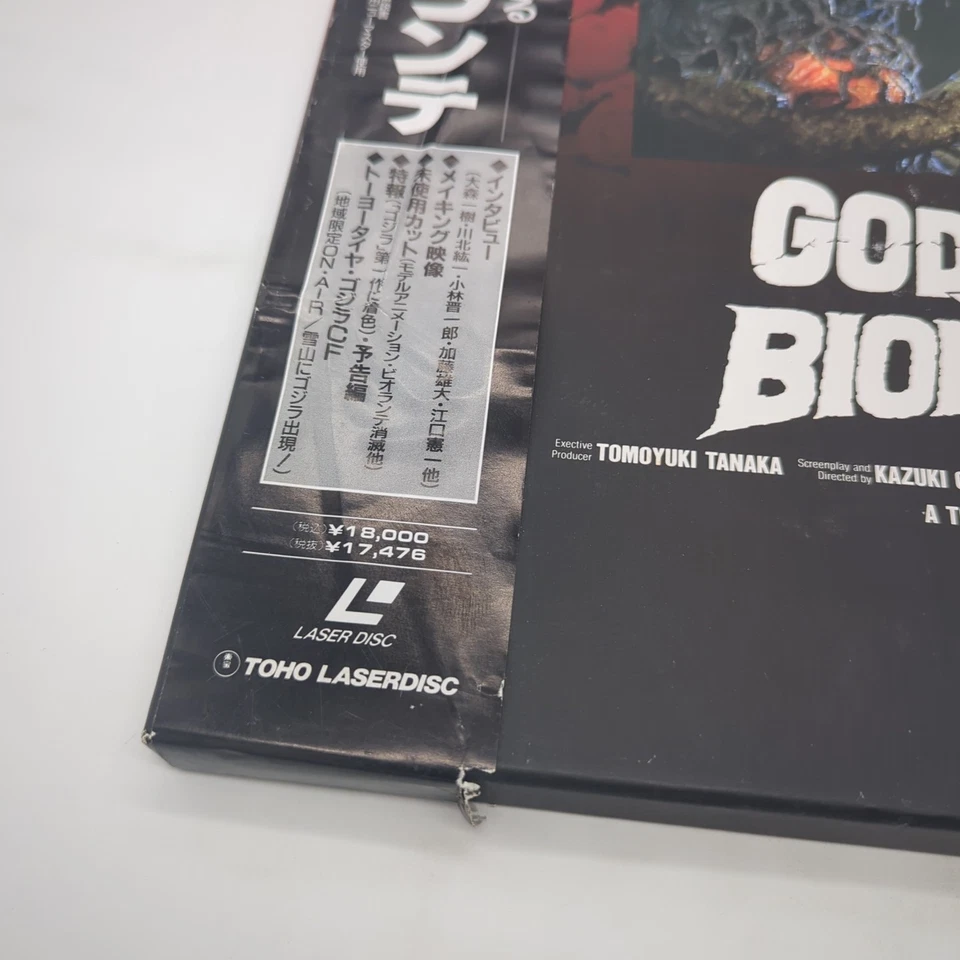 ンテ
◆インタビュー
(大森一樹・川北紘一・小林晋一郎・加藤雄大・江口憲一他)
◆メイキング映像
◆未使用カット(モデルアニメーション・ビオランテ消滅他)
◆特報(「ゴジラ」第一作に着色)・予告編
◆トーヨータイヤ・ゴジラCF
(地域限定ON・AIR/雪山にゴジラ出現!)
(税込)¥18,000
(税抜)¥17,476
LASER DISC
TOHO LASERDISC
GOD
BIO
Exective
Producer TOMOYUKI TANAKA
Screenplay and
Directed by KAZUKI
A T